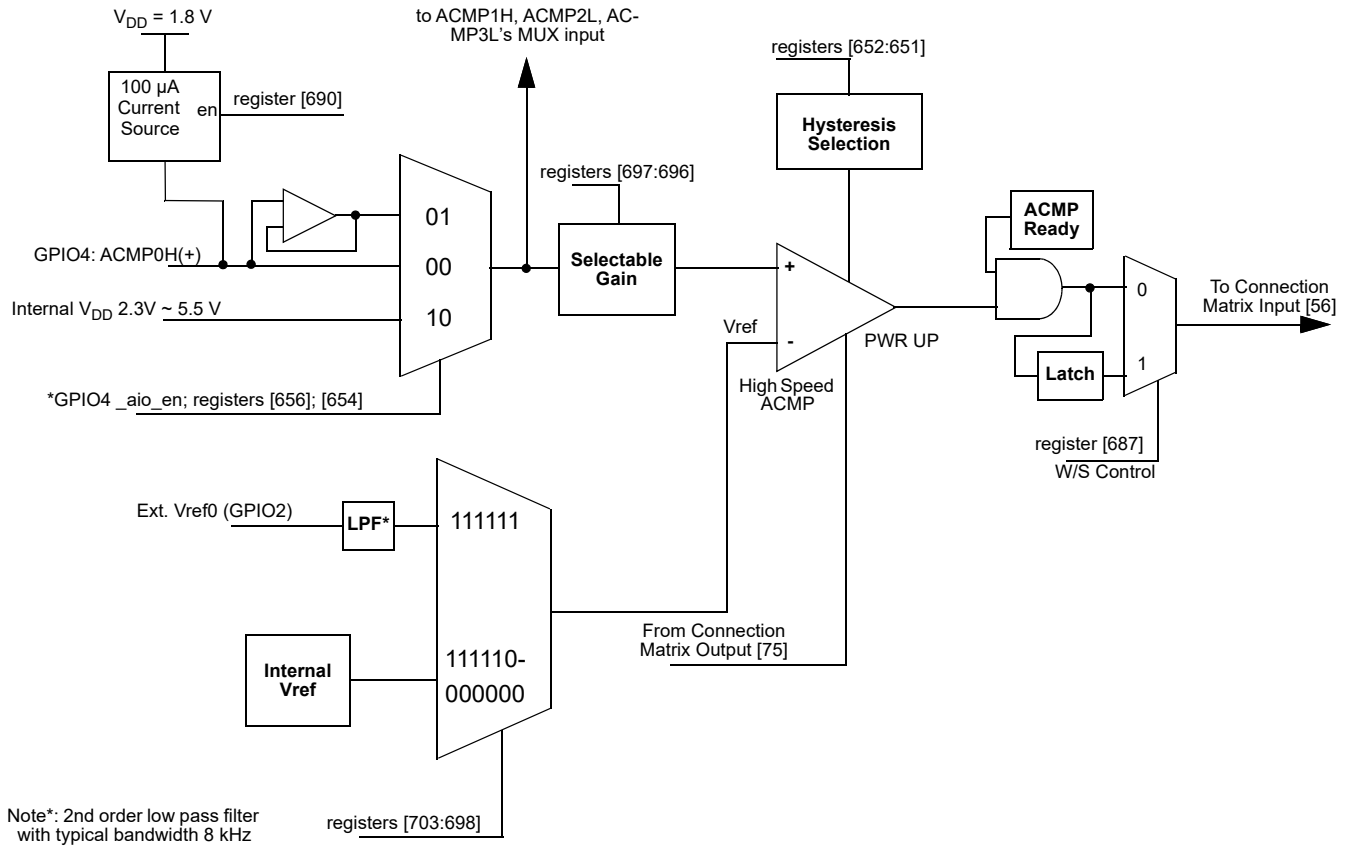 V_DD = 1.8 V
to ACMP1H, ACMP2L, AC-
MP3L's MUX input
registers [652:651]
100 µA
Current
Source
en
register [690]
Hysteresis
Selection
registers [697:696]
ACMP
Ready
01
GPIO4: ACMP0H(+)
00
Selectable
Gain
+
0
To Connection
Matrix Input [56]
Internal V_DD 2.3V ~ 5.5 V
10
Vref
-
PWR UP
1
Latch
High Speed
ACMP
*GPIO4 _aio_en; registers [656]; [654]
register [687]
W/S Control
Ext. Vref0 (GPIO2)
LPF*
111111
From Connection
Matrix Output [75]
Internal
Vref
111110-
000000
Note*: 2nd order low pass filter
with typical bandwidth 8 kHz
registers [703:698]